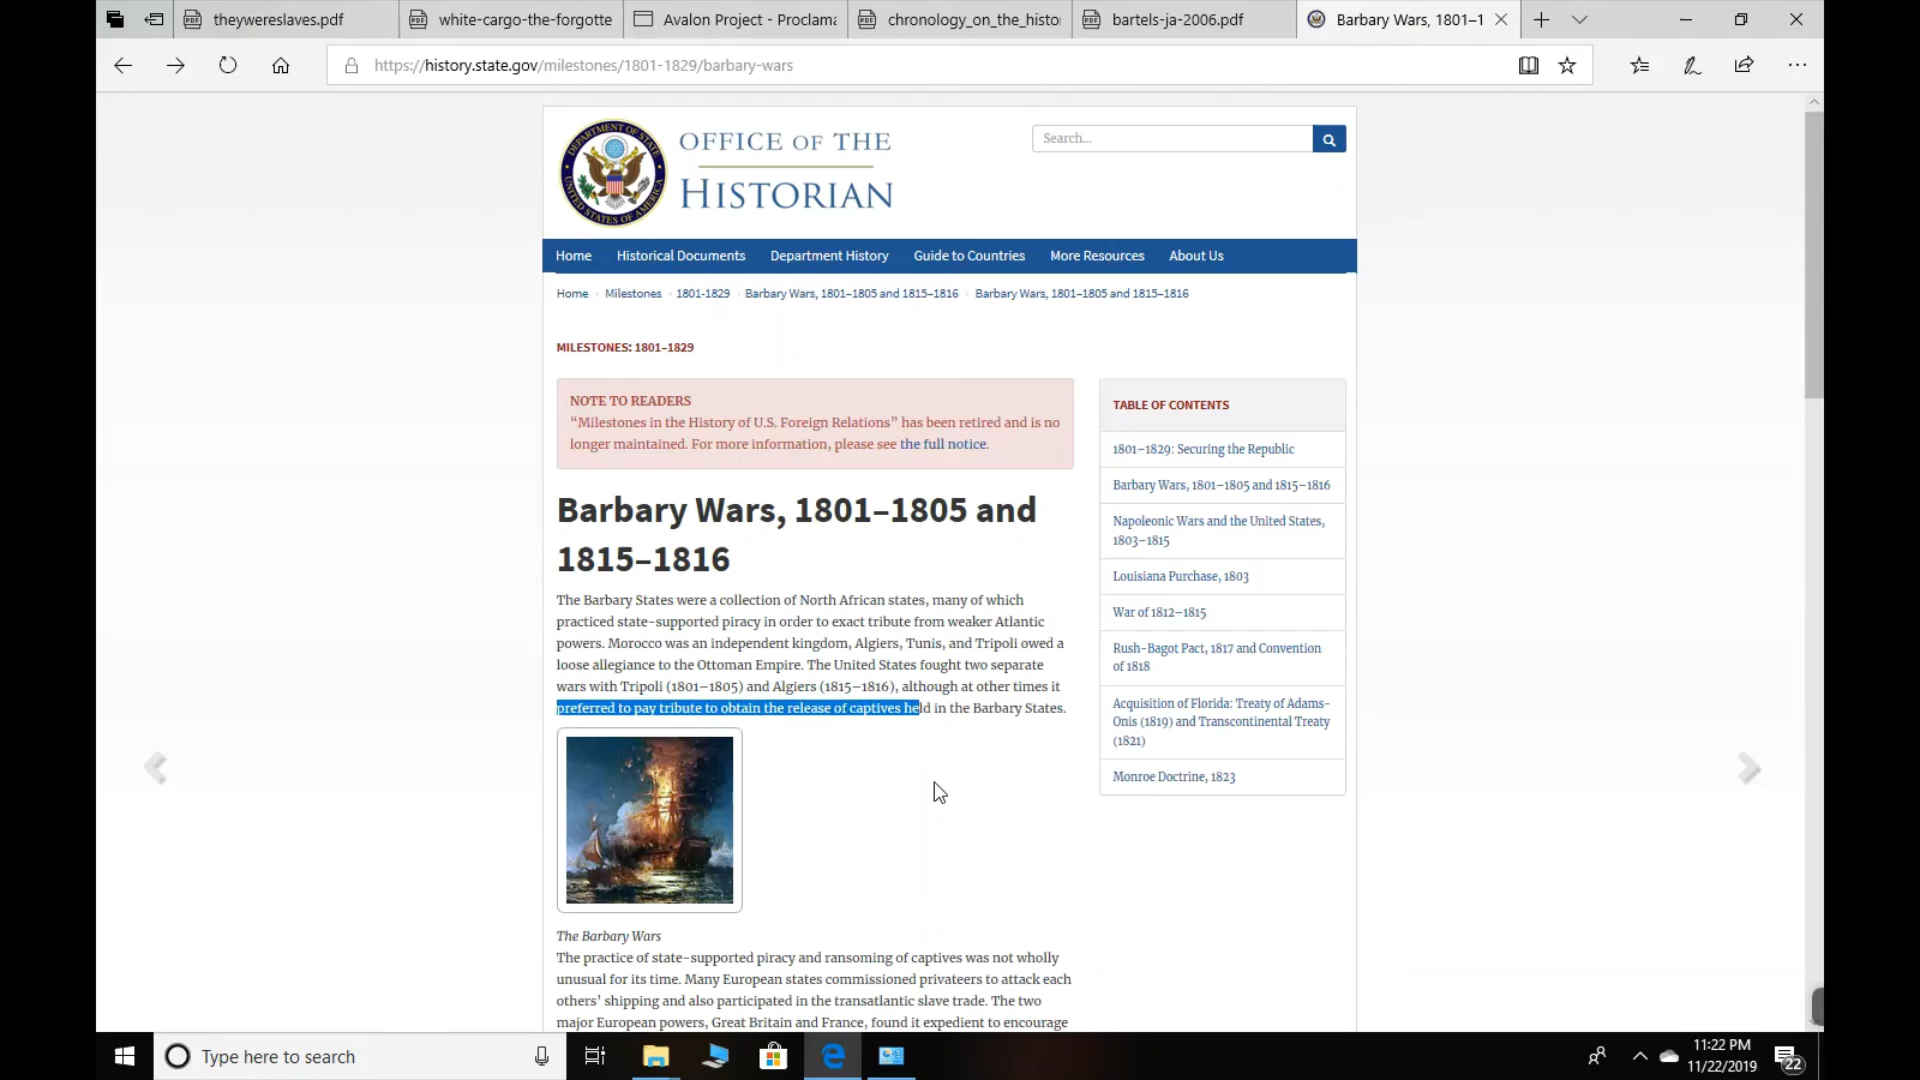 theywereslaves.pdf
white-cargo-the-forgotte
Avalon Project - Proclama
chronology_on_the_histo
bartels-ja-2006.pdf
Barbary Wars, 1801–1
https://history.state.gov/milestones/1801-1829/barbary-wars
DEPARTMENT OF STATE
UNITED STATES OF AMERICA
OFFICE OF THE
HISTORIAN
Search...
Home
Historical Documents
Department History
Guide to Countries
More Resources
About Us
Home
Milestones
1801-1829
Barbary Wars, 1801–1805 and 1815–1816
Barbary Wars, 1801–1805 and 1815–1816
MILESTONES: 1801–1829
NOTE TO READERS
“Milestones in the History of U.S. Foreign Relations” has been retired and is no
longer maintained. For more information, please see the full notice.
Barbary Wars, 1801–1805 and
1815–1816
The Barbary States were a collection of North African states, many of which
practiced state-supported piracy in order to exact tribute from weaker Atlantic
powers. Morocco was an independent kingdom, Algiers, Tunis, and Tripoli owed a
loose allegiance to the Ottoman Empire. The United States fought two separate
wars with Tripoli (1801–1805) and Algiers (1815–1816), although at other times it
preferred to pay tribute to obtain the release of captives held in the Barbary States.
The Barbary Wars
The practice of state-supported piracy and ransoming of captives was not wholly
unusual for its time. Many European states commissioned privateers to attack each
others’ shipping and also participated in the transatlantic slave trade. The two
major European powers, Great Britain and France, found it expedient to encourage
TABLE OF CONTENTS
1801–1829: Securing the Republic
Barbary Wars, 1801–1805 and 1815–1816
Napoleonic Wars and the United States,
1803–1815
Louisiana Purchase, 1803
War of 1812–1815
Rush-Bagot Pact, 1817 and Convention
of 1818
Acquisition of Florida: Treaty of Adams-
Onis (1819) and Transcontinental Treaty
(1821)
Monroe Doctrine, 1823
Type here to search
11:22 PM
11/22/2019
22